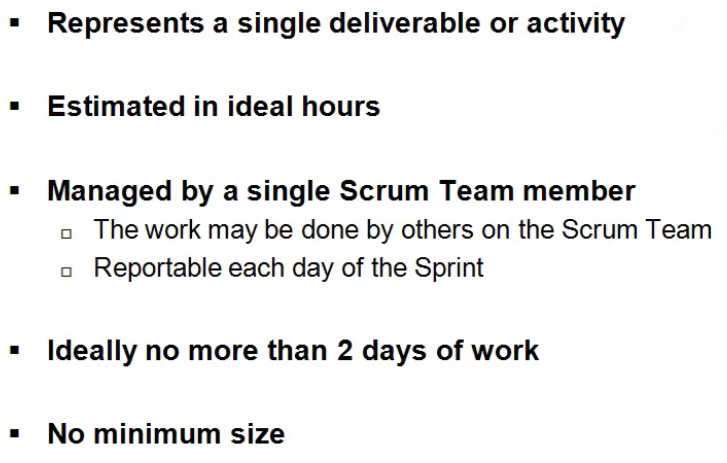 ▪ Represents a single deliverable or activity
▪ Estimated in ideal hours
▪ Managed by a single Scrum Team member
▫ The work may be done by others on the Scrum Team
▫ Reportable each day of the Sprint
▪ Ideally no more than 2 days of work
▪ No minimum size